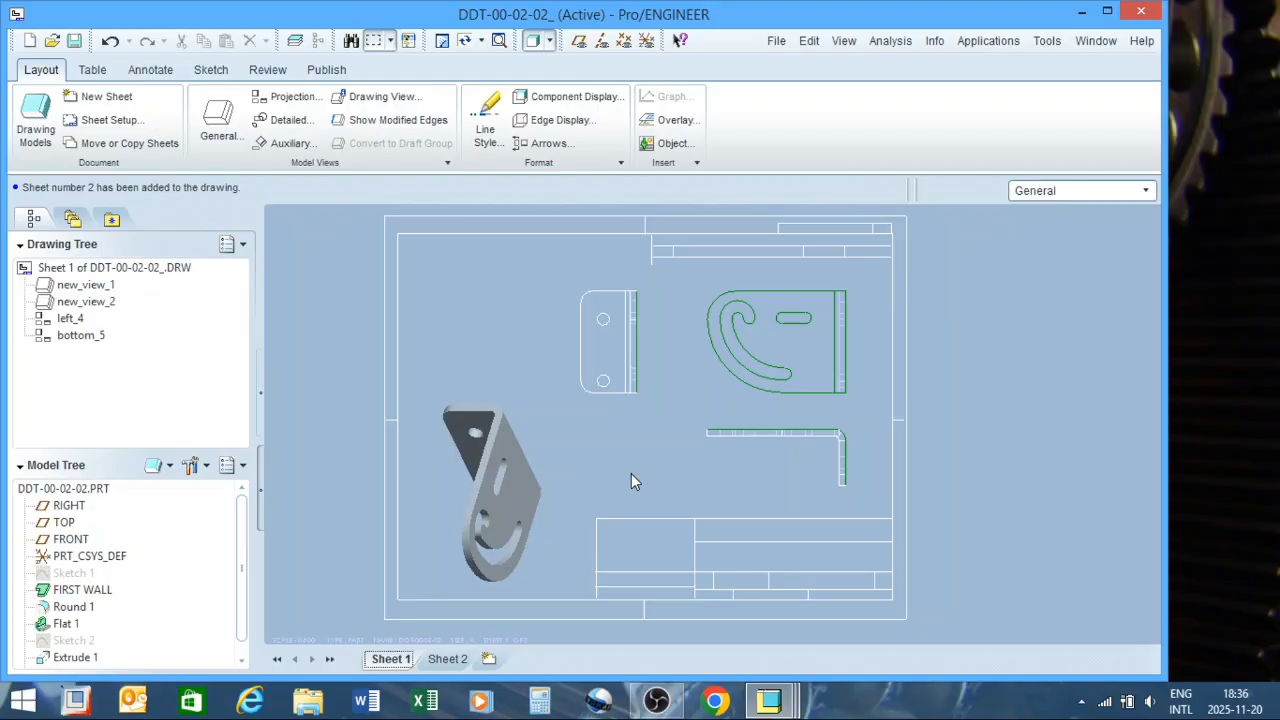 DDT-00-02-02_ (Active) - Pro/ENGINEER
File Edit View Analysis Info Applications Tools Window Help
Layout Table Annotate Sketch Review Publish
New Sheet
Sheet Setup...
Move or Copy Sheets
Drawing
Models
Document
General...
Projection...
Detailed...
Auxiliary...
Drawing View...
Show Modified Edges
Convert to Draft Group
Model Views
Line
Style...
Component Display...
Edge Display...
Arrows...
Format
Graph...
Overlay...
Object...
Insert
Sheet number 2 has been added to the drawing.
General
Drawing Tree
Sheet 1 of DDT-00-02-02_.DRW
new_view_1
new_view_2
left_4
bottom_5
Model Tree
DDT-00-02-02.PRT
RIGHT
TOP
FRONT
PRT_CSYS_DEF
Sketch 1
FIRST WALL
Round 1
Flat 1
Sketch 2
Extrude 1
Sheet 1 Sheet 2
ENG
INTL
18:36
2025-11-20